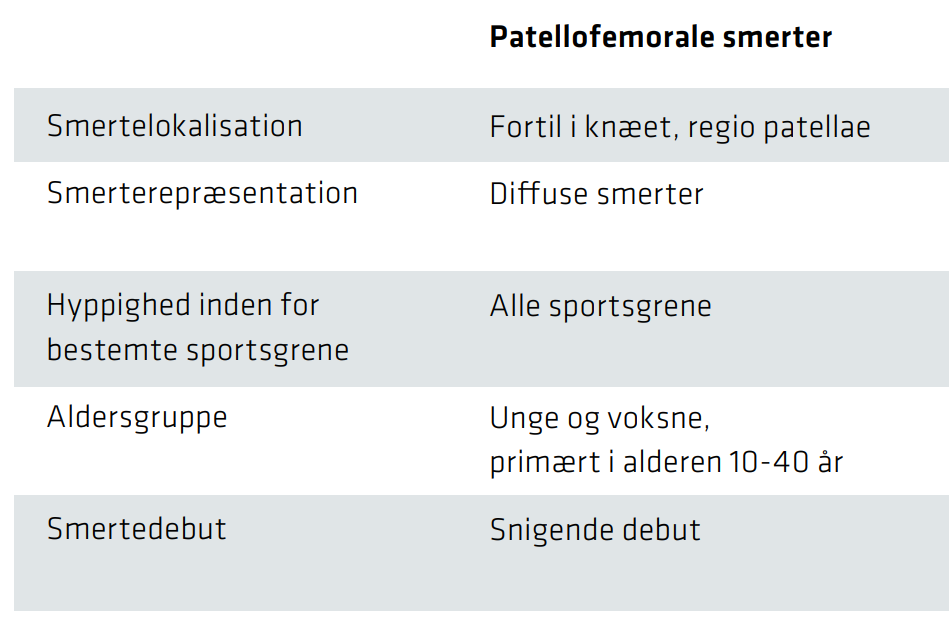 Patellofemorale smerter
Smertelokalisation
Fortil i knæet, regio patellae
Smerterepræsentation
Diffuse smerter
Hyppighed inden for
bestemte sportsgrene
Alle sportsgrene
Aldersgruppe
Unge og voksne,
primært i alderen 10-40 år
Smertedebut
Snigende debut